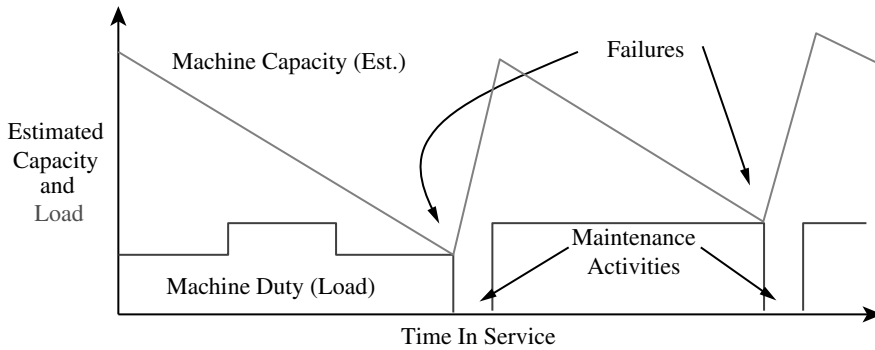 Machine Capacity (Est.)
Failures
Estimated
Capacity
and
Load
Maintenance
Activities
Machine Duty (Load)
Time In Service